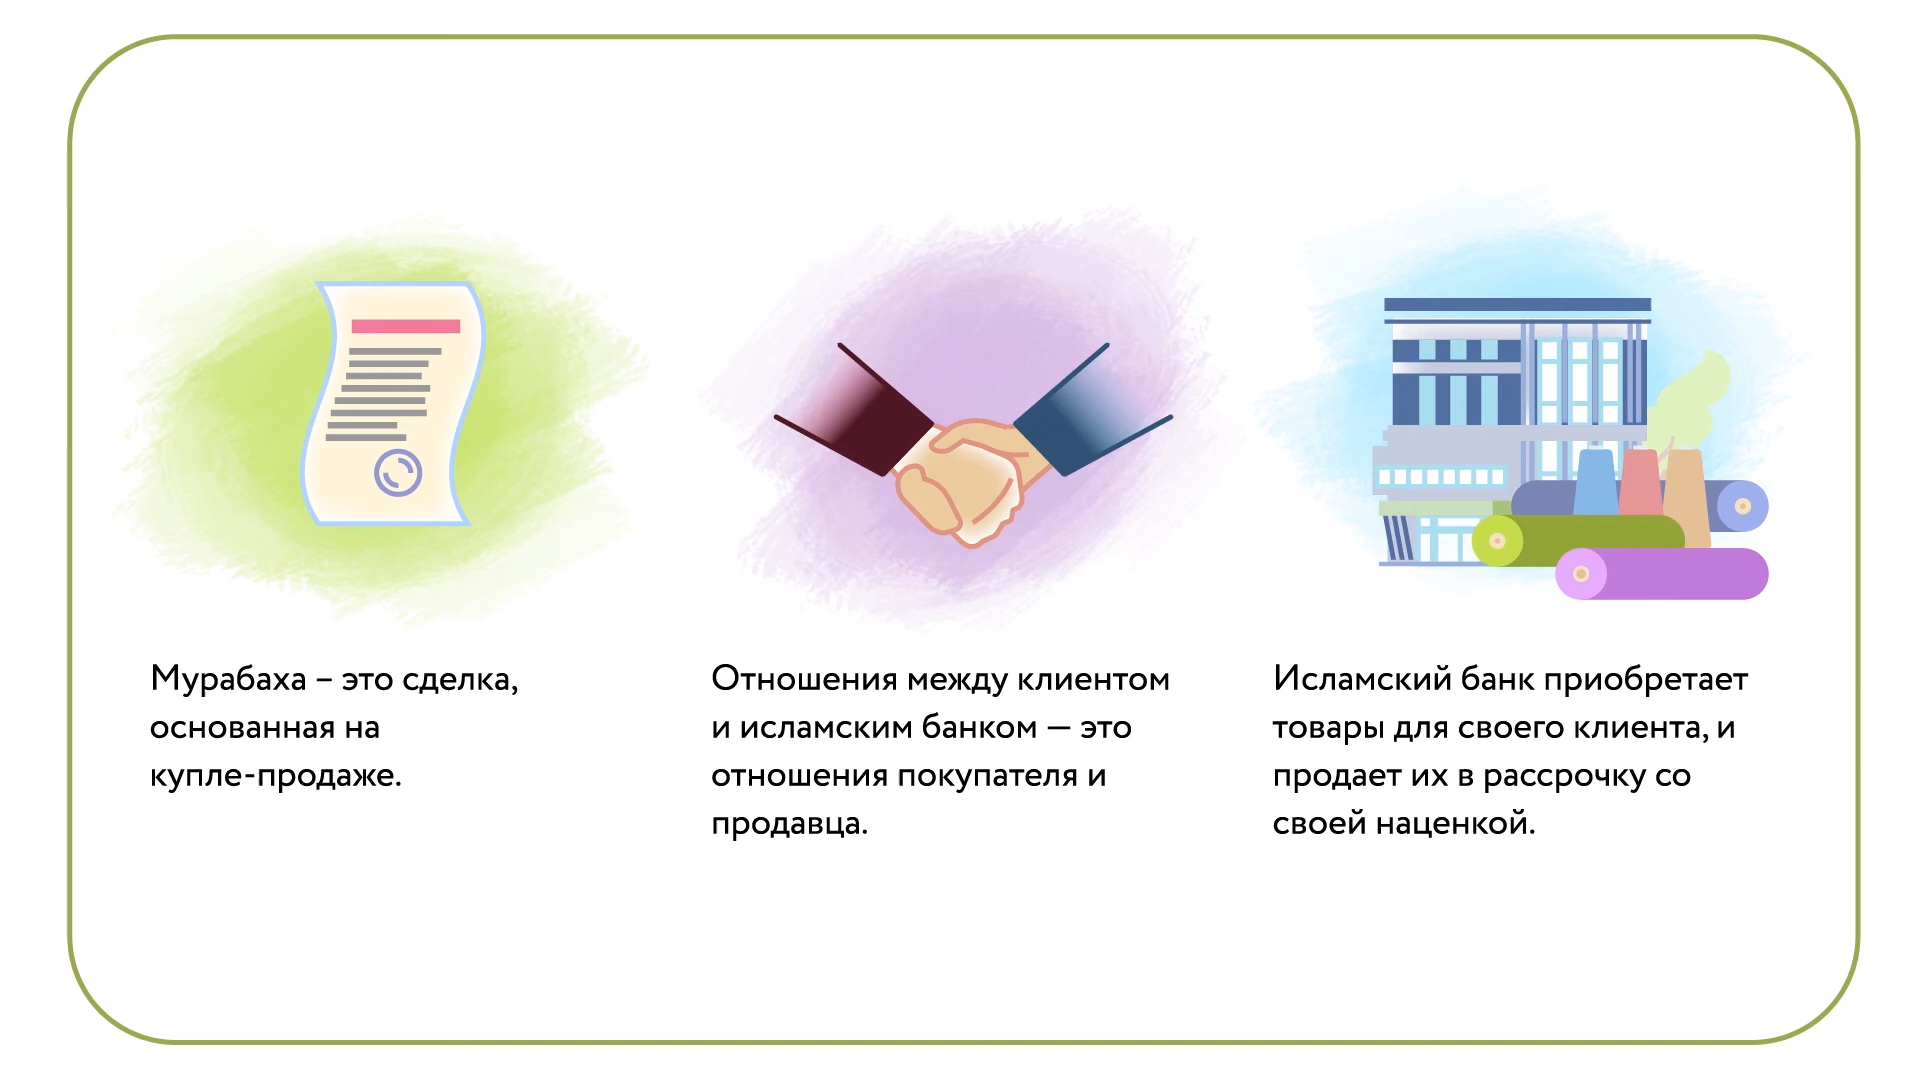 Мурабаха – это сделка,
основанная на
купле-продаже.
Отношения между клиентом
и исламским банком — это
отношения покупателя и
продавца.
Исламский банк приобретает
товары для своего клиента, и
продает их в рассрочку со
своей наценкой.